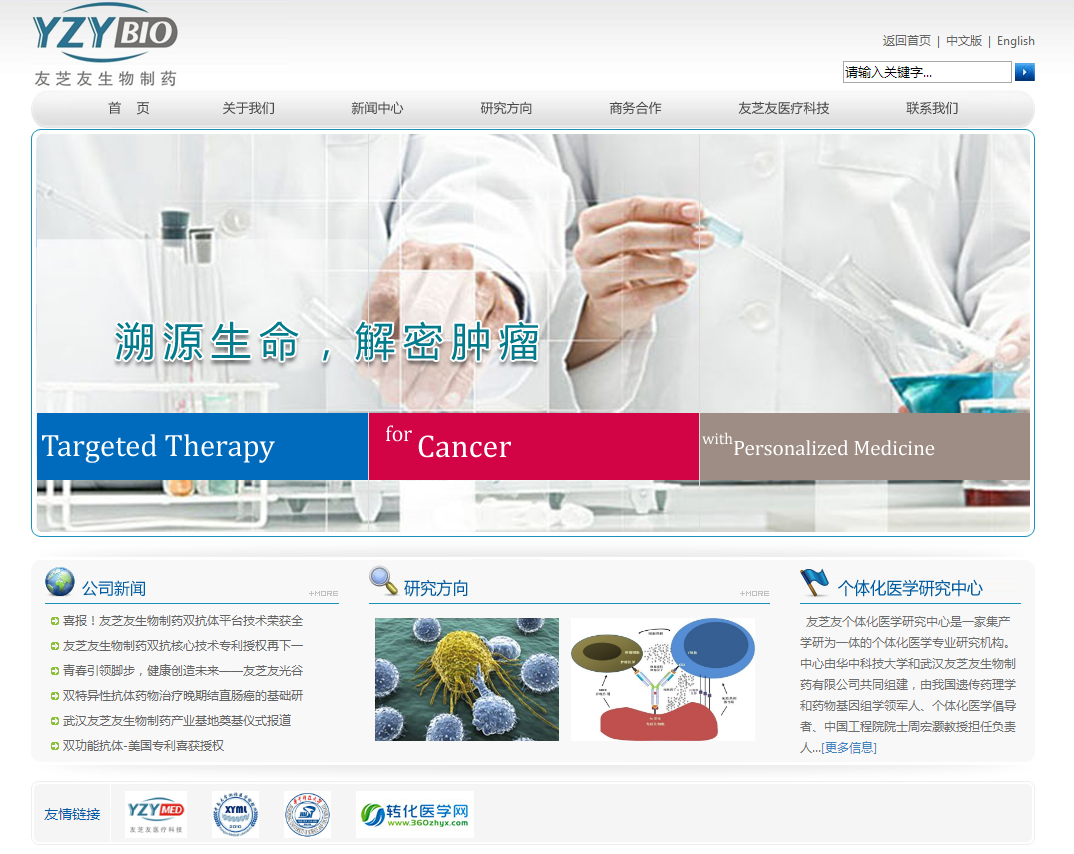 YZY BIO
友芝友生物制药
返回首页 | 中文版 | English
请输入关键字...
首 页 关于我们 新闻中心 研究方向 商务合作 友芝友医疗科技 联系我们
溯源生命，解密肿瘤
Targeted Therapy for Cancer with Personalized Medicine
公司新闻
+MORE
喜报！友芝友生物制药双抗体平台技术荣获全
友芝友生物制药双抗核心技术专利授权再下一
青春引领脚步，健康创造未来——友芝友光谷
双特异性抗体药物治疗晚期结直肠癌的基础研
武汉友芝友生物制药产业基地奠基仪式报道
双功能抗体-美国专利喜获授权
研究方向
+MORE
个体化医学研究中心
友芝友个体化医学研究中心是一家集产
学研为一体的个体化医学专业研究机构。
中心由华中科技大学和武汉友芝友生物制
药有限公司共同组建，由我国遗传药理学
和药物基因组学领军人、个体化医学倡导
者、中国工程院院士周宏灏教授担任负责
人...[更多信息]
友情链接
YZY MED
友芝友医疗科技
XYML
转化医学网
www.360zhyx.com